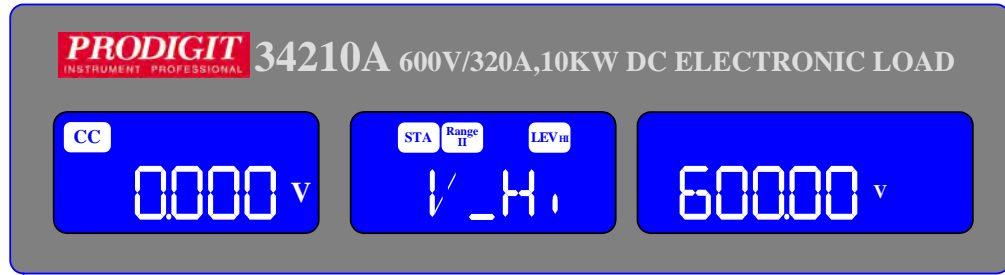 PRODIGIT
INSTRUMENT PROFESSIONAL
34210A 600V/320A,10KW DC ELECTRONIC LOAD
CC
0.000 V
STA Range II LEV HI
V_Hi
600.00 V